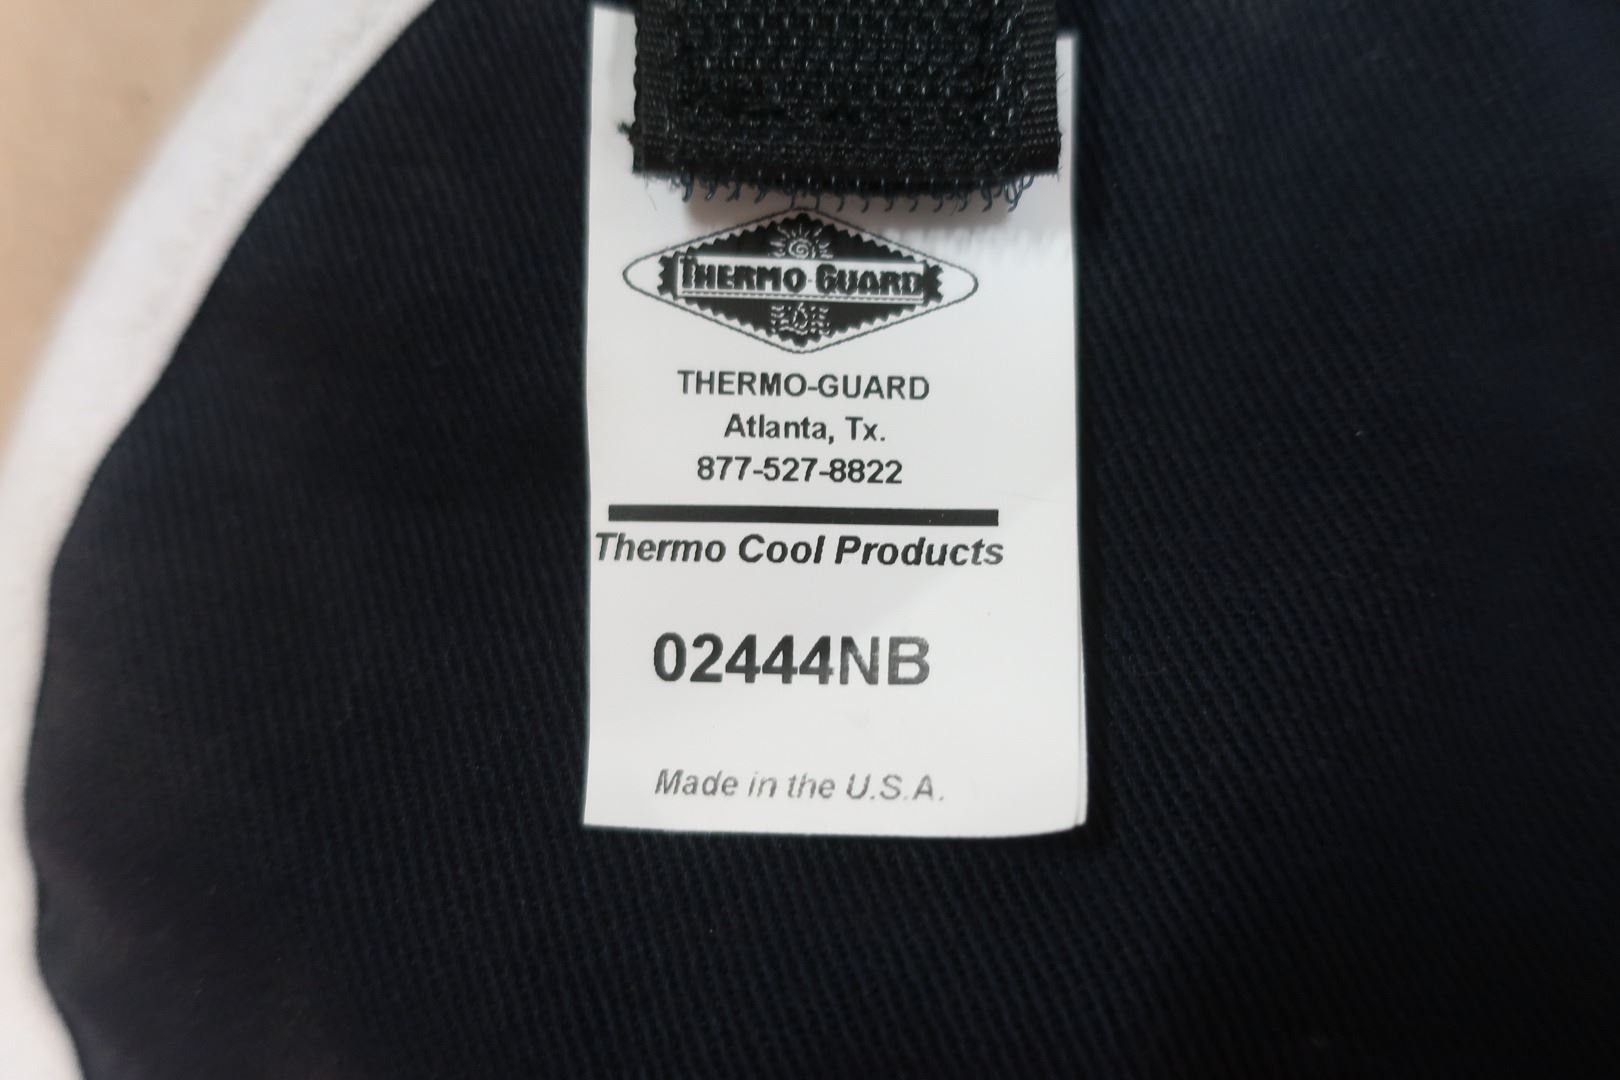 THERMO-GUARD
THERMO-GUARD
Atlanta, Tx.
877-527-8822
Thermo Cool Products
02444NB
Made in the U.S.A.